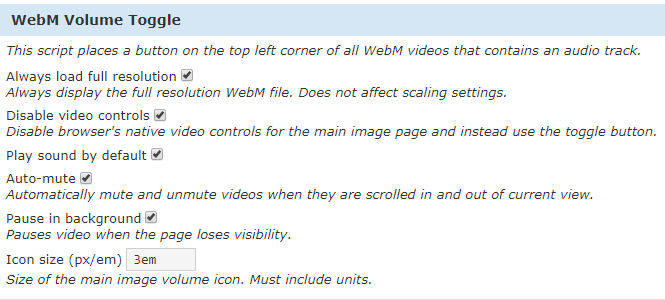 WebM Volume Toggle
This script places a button on the top left corner of all WebM videos that contains an audio track.
Always load full resolution
Always display the full resolution WebM file. Does not affect scaling settings.
Disable video controls
Disable browser's native video controls for the main image page and instead use the toggle button.
Play sound by default
Auto-mute
Automatically mute and unmute videos when they are scrolled in and out of current view.
Pause in background
Pauses video when the page loses visibility.
Icon size (px/em) 3em
Size of the main image volume icon. Must include units.